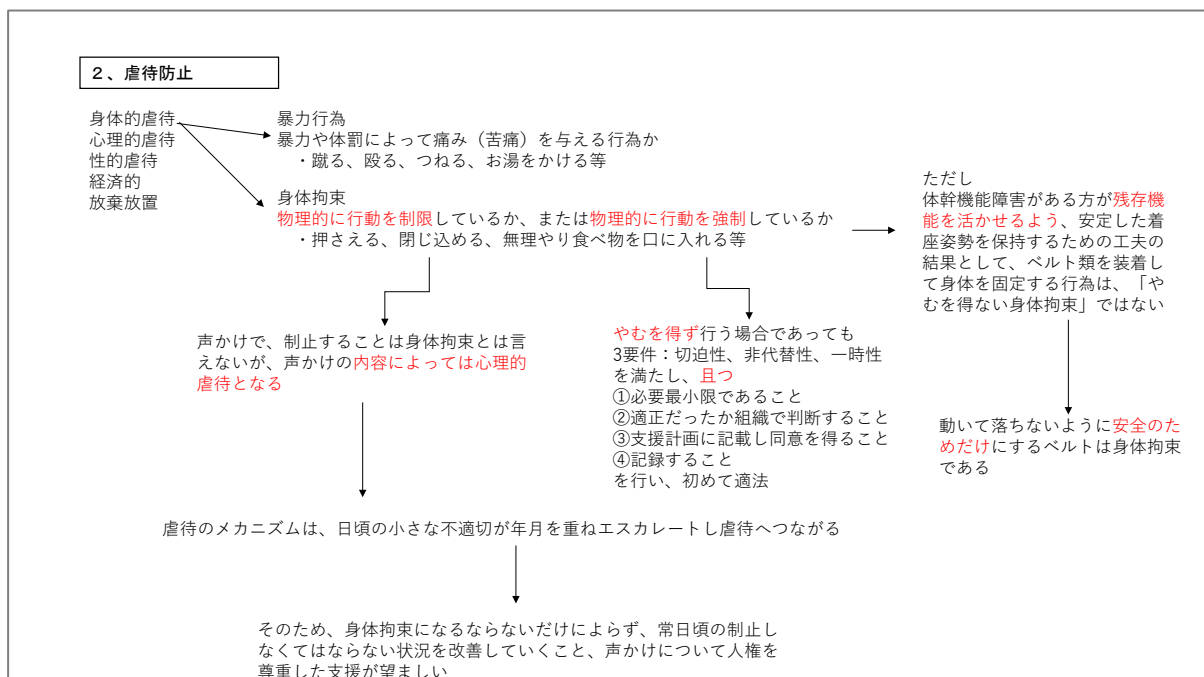 ２、虐待防止
身体的虐待
心理的虐待
性的虐待
経済的
放棄放置
暴力行為
暴力や体罰によって痛み（苦痛）を与える行為か
・蹴る、殴る、つねる、お湯をかける等
身体拘束
物理的に行動を制限しているか、または物理的に行動を強制しているか
・押さえる、閉じ込める、無理やり食べ物を口に入れる等
ただし
体幹機能障害がある方が残存機
能を活かせるよう、安定した着
座姿勢を保持するための工夫の
結果として、ベルト類を装着し
て身体を固定する行為は、「や
むを得ない身体拘束」ではない
声かけで、制止することは身体拘束とは言
えないが、声かけの内容によっては心理的
虐待となる
やむを得ず行う場合であっても
3要件：切迫性、非代替性、一時性
を満たし、且つ
①必要最小限であること
②適正だったか組織で判断すること
③支援計画に記載し同意を得ること
④記録すること
を行い、初めて適法
動いて落ちないように安全のた
めだけにするベルトは身体拘束
である
虐待のメカニズムは、日頃の小さな不適切が年月を重ねエスカレートし虐待へつながる
そのため、身体拘束になるならないだけによらず、常日頃の制止し
なくてはならない状況を改善していくこと、声かけについて人権を
尊重した支援が望ましい